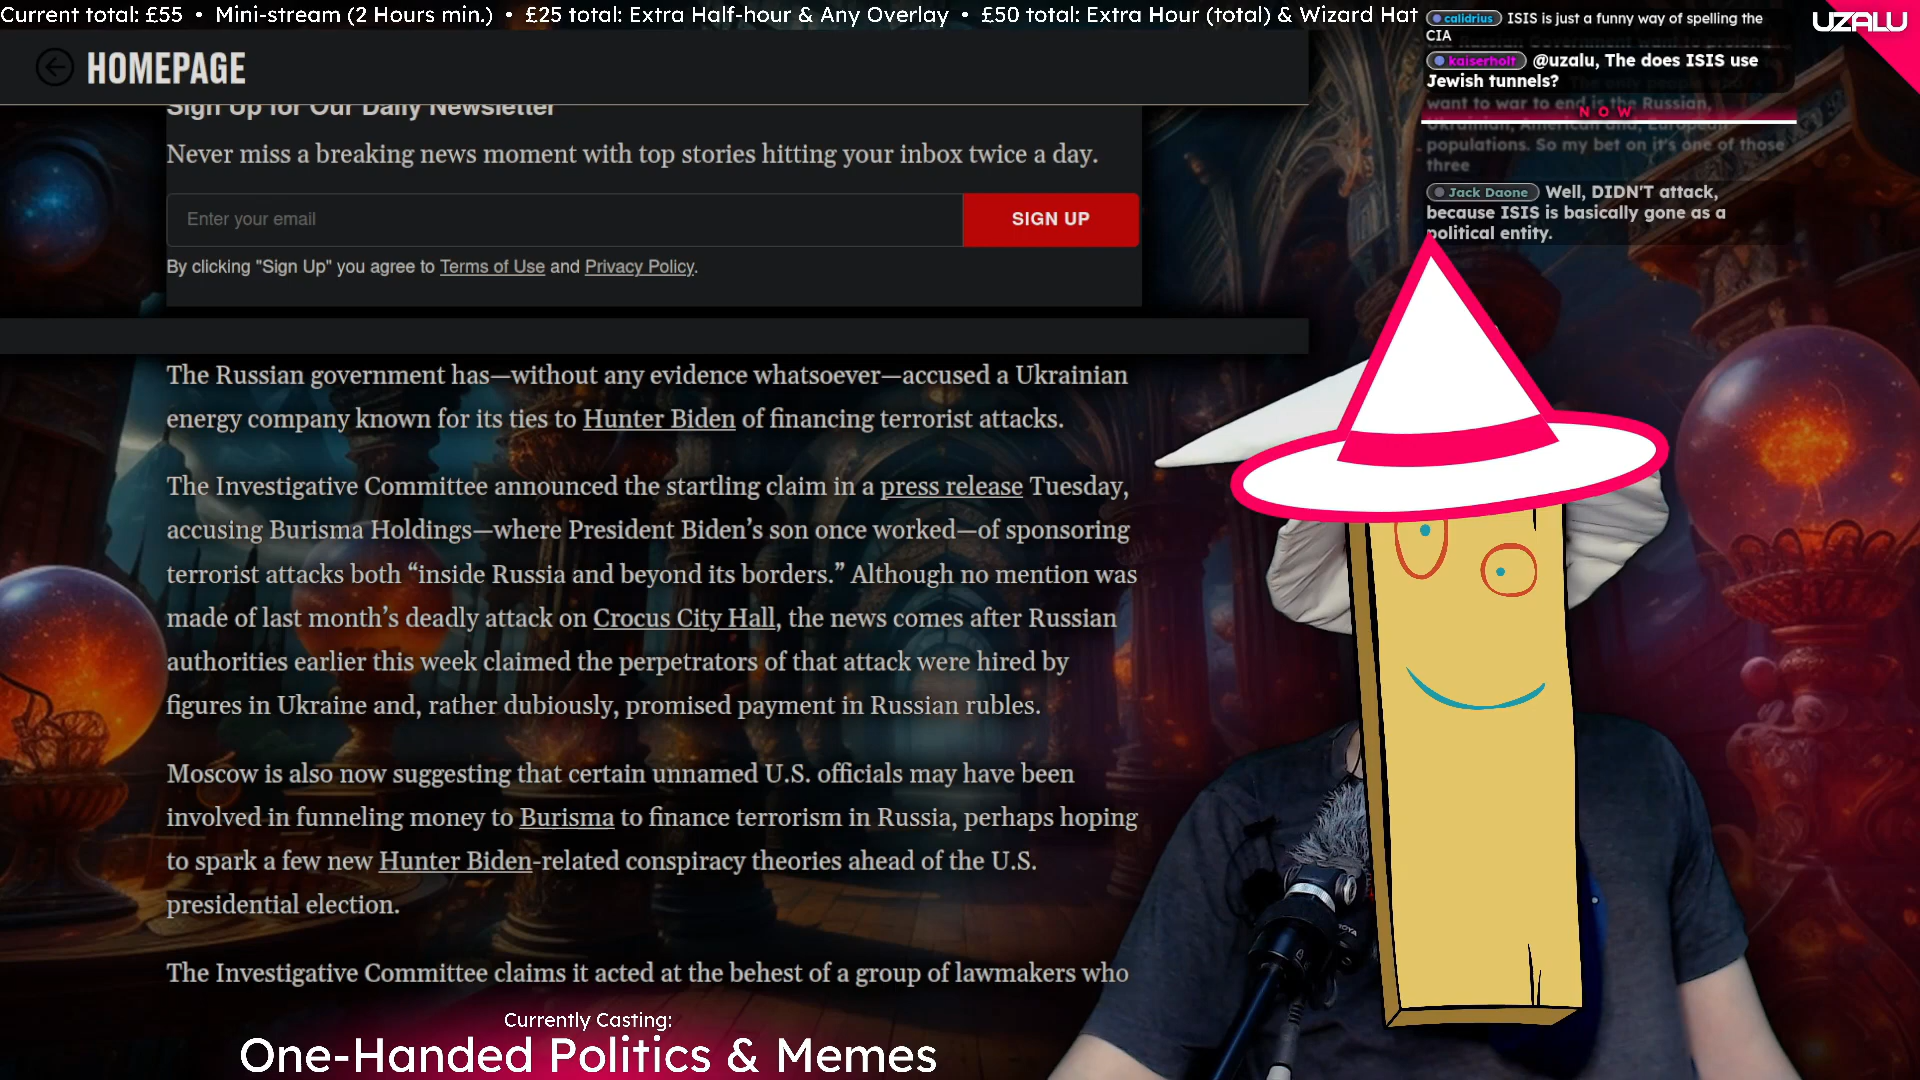 Current total: £55 • Mini-stream (2 Hours min.) • £25 total: Extra Half-hour & Any Overlay • £50 total: Extra Hour (total) & Wizard Hat
UZALU
calidrius ISIS is just a funny way of spelling the
CIA
kaiserholt @uzalu, The does ISIS use
Jewish tunnels?
NOW
want to war to end is the Russian,
Ukrainian, American and, European
populations. So my bet on it's one of those
three
Jack Daone Well, DIDN'T attack,
because ISIS is basically gone as a
political entity.
HOMEPAGE
Sign Up for Our Daily Newsletter
Never miss a breaking news moment with top stories hitting your inbox twice a day.
Enter your email
SIGN UP
By clicking "Sign Up" you agree to Terms of Use and Privacy Policy.
The Russian government has—without any evidence whatsoever—accused a Ukrainian
energy company known for its ties to Hunter Biden of financing terrorist attacks.
The Investigative Committee announced the startling claim in a press release Tuesday,
accusing Burisma Holdings—where President Biden’s son once worked—of sponsoring
terrorist attacks both “inside Russia and beyond its borders.” Although no mention was
made of last month’s deadly attack on Crocus City Hall, the news comes after Russian
authorities earlier this week claimed the perpetrators of that attack were hired by
figures in Ukraine and, rather dubiously, promised payment in Russian rubles.
Moscow is also now suggesting that certain unnamed U.S. officials may have been
involved in funneling money to Burisma to finance terrorism in Russia, perhaps hoping
to spark a few new Hunter Biden-related conspiracy theories ahead of the U.S.
presidential election.
The Investigative Committee claims it acted at the behest of a group of lawmakers who
Currently Casting:
One-Handed Politics & Memes